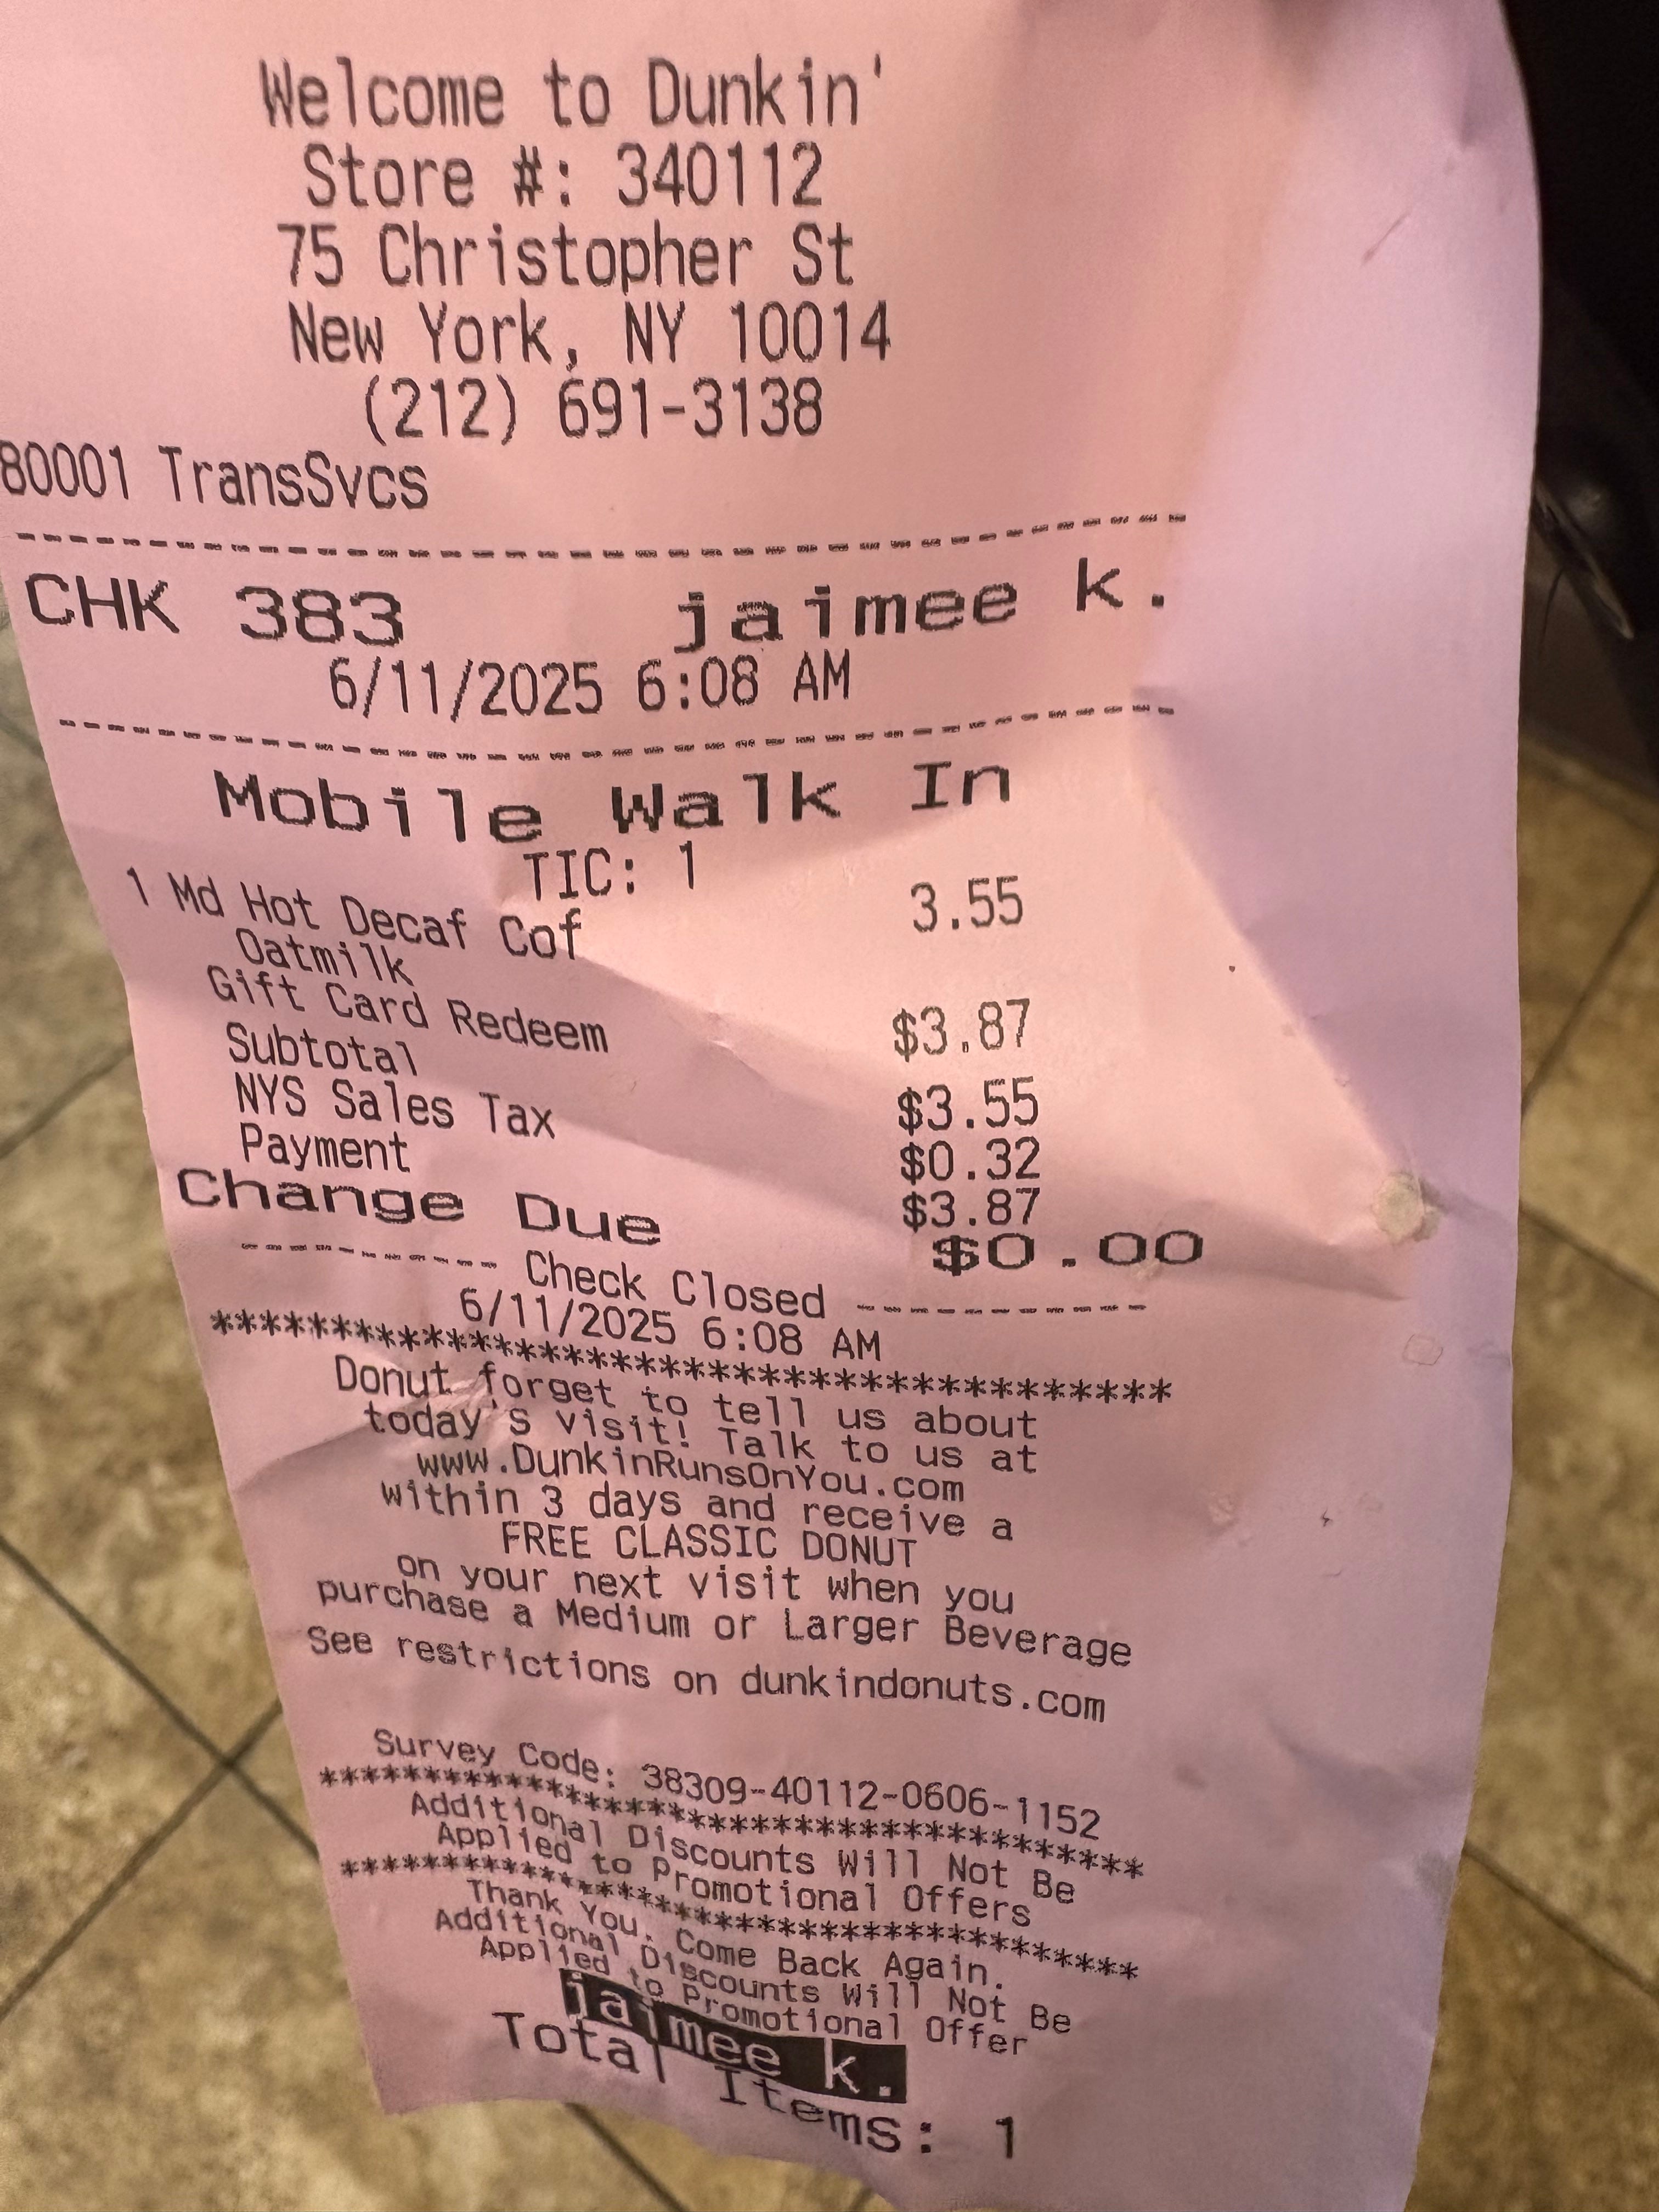 Welcome to Dunkin'
Store #: 340112
75 Christopher St
New York, NY 10014
(212) 691-3138
80001 TransSvcs
--------------------------------------
CHK 383 jaimee k.
6/11/2025 6:08 AM
--------------------------------------
Mobile Walk In
TIC: 1
1 Md Hot Decaf Cof 3.55
Oatmilk
Gift Card Redeem $3.87
Subtotal $3.55
NYS Sales Tax $0.32
Payment $3.87
Change Due $0.00
---------- Check Closed ------------
6/11/2025 6:08 AM
**************************************
Donut forget to tell us about
today's visit! Talk to us at
www.DunkinRunsOnYou.com
within 3 days and receive a
FREE CLASSIC DONUT
on your next visit when you
purchase a Medium or Larger Beverage
See restrictions on dunkindonuts.com
Survey Code: 38309-40112-0606-1152
**************************************
Additional Discounts Will Not Be
Applied to Promotional Offers
**************************************
Thank You. Come Back Again.
Additional Discounts Will Not Be
Applied to Promotional Offer
jaimee k.
Total Items: 1